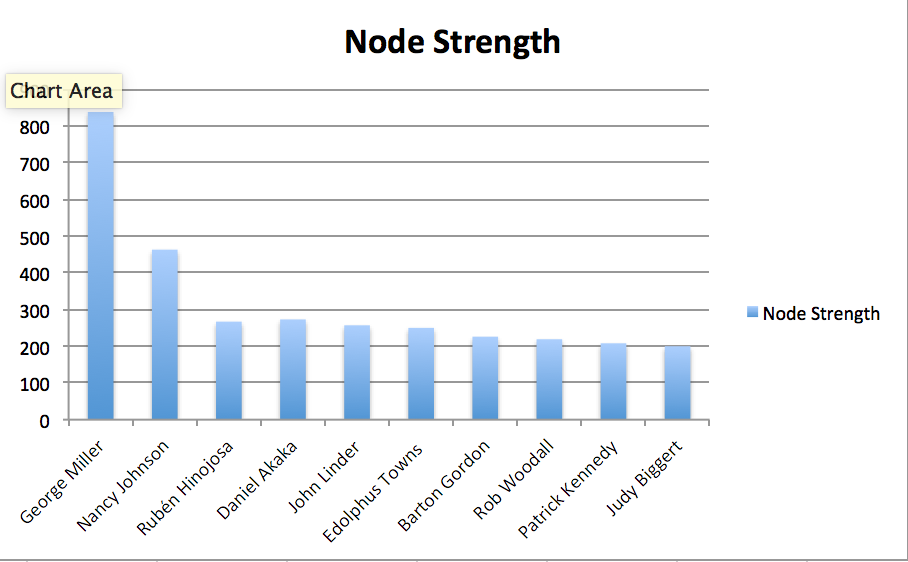 Node Strength
Chart Area
800
700
600
500
400
300
200
100
0
George Miller
Nancy Johnson
Rubén Hinojosa
Daniel Akaka
John Linder
Edolphus Towns
Barton Gordon
Rob Woodall
Patrick Kennedy
Judy Biggert
Node Strength